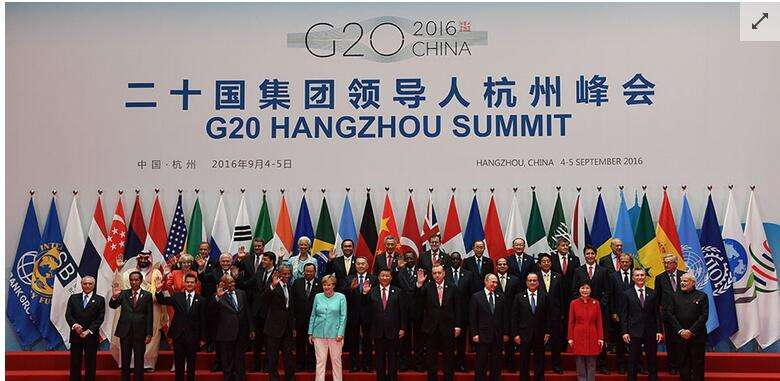 G20 2016 CHINA
二十国集团领导人杭州峰会
G20 HANGZHOU SUMMIT
中国·杭州 2016年9月4-5日
HANGZHOU, CHINA 4-5 SEPTEMBER 2016